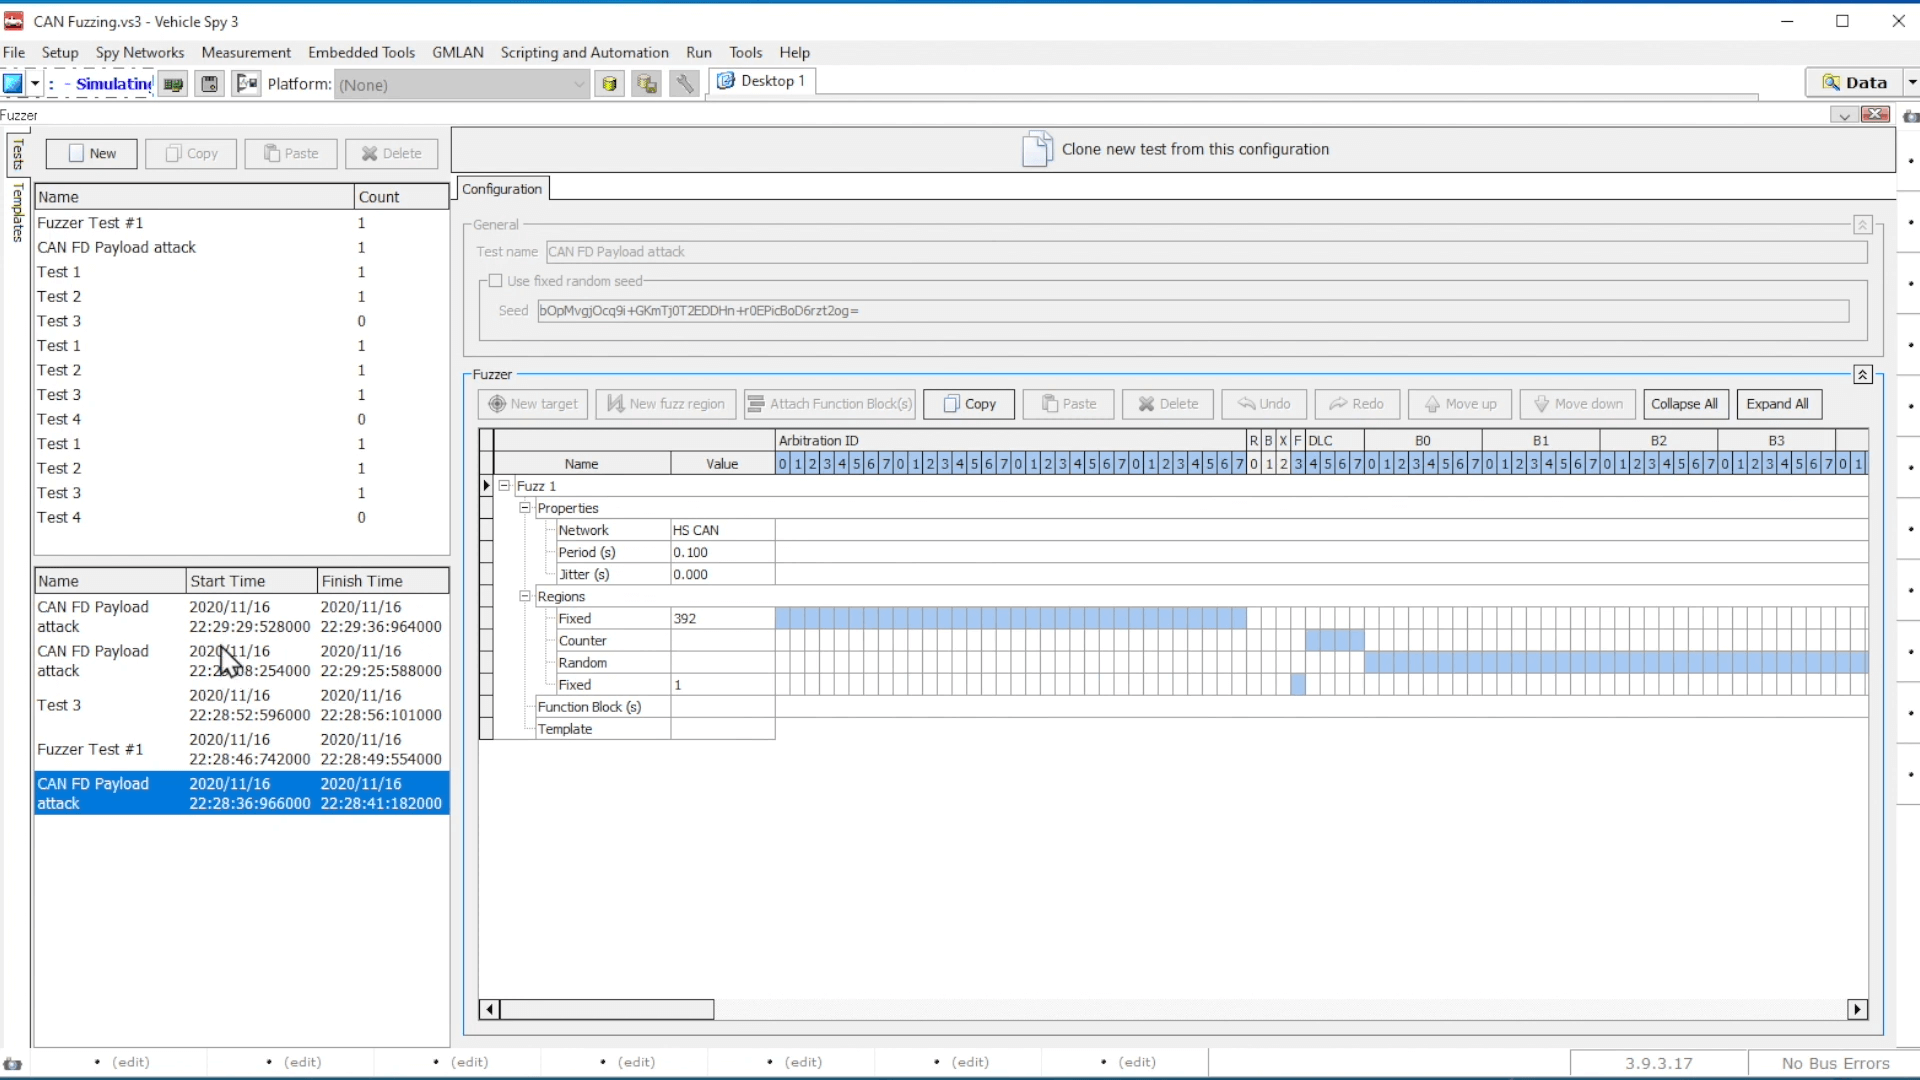 CAN Fuzzing.vs3 - Vehicle Spy 3
File Setup Spy Networks Measurement Embedded Tools GMLAN Scripting and Automation Run Tools Help
: - Simulating Platform: (None) Desktop 1 Data
Fuzzer
Tests
Templates
New Copy Paste Delete
Clone new test from this configuration
Name Count
Fuzzer Test #1 1
CAN FD Payload attack 1
Test 1 1
Test 2 1
Test 3 0
Test 1 1
Test 2 1
Test 3 1
Test 4 0
Test 1 1
Test 2 1
Test 3 1
Test 4 0
Name Start Time Finish Time
CAN FD Payload 2020/11/16 2020/11/16
attack 22:29:29:528000 22:29:36:964000
CAN FD Payload 2020/11/16 2020/11/16
attack 22:29:25:588000
Test 3 2020/11/16 2020/11/16
22:28:52:596000 22:28:56:101000
Fuzzer Test #1 2020/11/16 2020/11/16
22:28:46:742000 22:28:49:554000
CAN FD Payload 2020/11/16 2020/11/16
attack 22:28:36:966000 22:28:41:182000
Configuration
General
Test name CAN FD Payload attack
Use fixed random seed
Seed bOpMvgjOcq9i+GKmTj0T2EDDHn+r0EPicBoD6rzt2og=
Fuzzer
New target New fuzz region Attach Function Block(s) Copy Paste Delete Undo Redo Move up Move down Collapse All Expand All
Arbitration ID R B X F DLC B0 B1 B2 B3
Name Value 0 1 2 3 4 5 6 7 0 1 2 3 4 5 6 7 0 1 2 3 4 5 6 7 0 1 2 3 4 5 6 7 0 1 2 3 4 5 6 7 0 1 2 3 4 5 6 7 0 1 2 3 4 5 6 7 0 1 2 3 4 5 6 7 0 1 2 3 4 5 6 7 0 1
Fuzz 1
Properties
Network HS CAN
Period (s) 0.100
Jitter (s) 0.000
Regions
Fixed 392
Counter
Random
Fixed 1
Function Block (s)
Template
(edit) (edit) (edit) (edit) (edit) (edit) (edit) 3.9.3.17 No Bus Errors